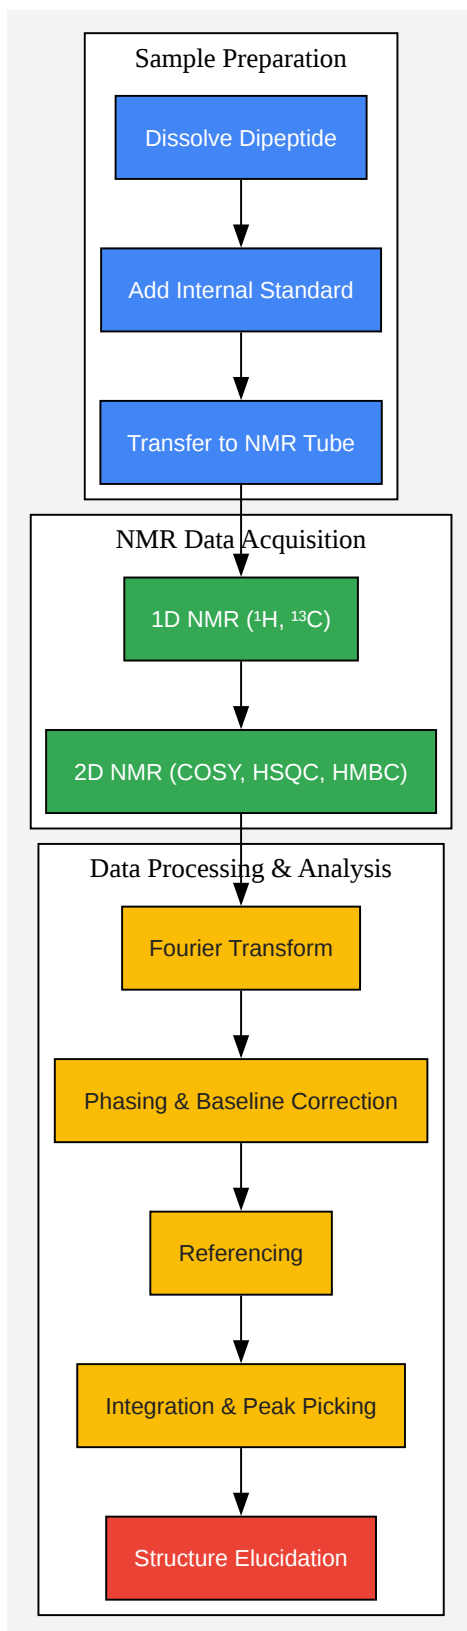 Sample Preparation
Dissolve Dipeptide
Add Internal Standard
Transfer to NMR Tube
NMR Data Acquisition
1D NMR (¹H, ¹³C)
2D NMR (COSY, HSQC, HMBC)
Data Processing & Analysis
Fourier Transform
Phasing & Baseline Correction
Referencing
Integration & Peak Picking
Structure Elucidation